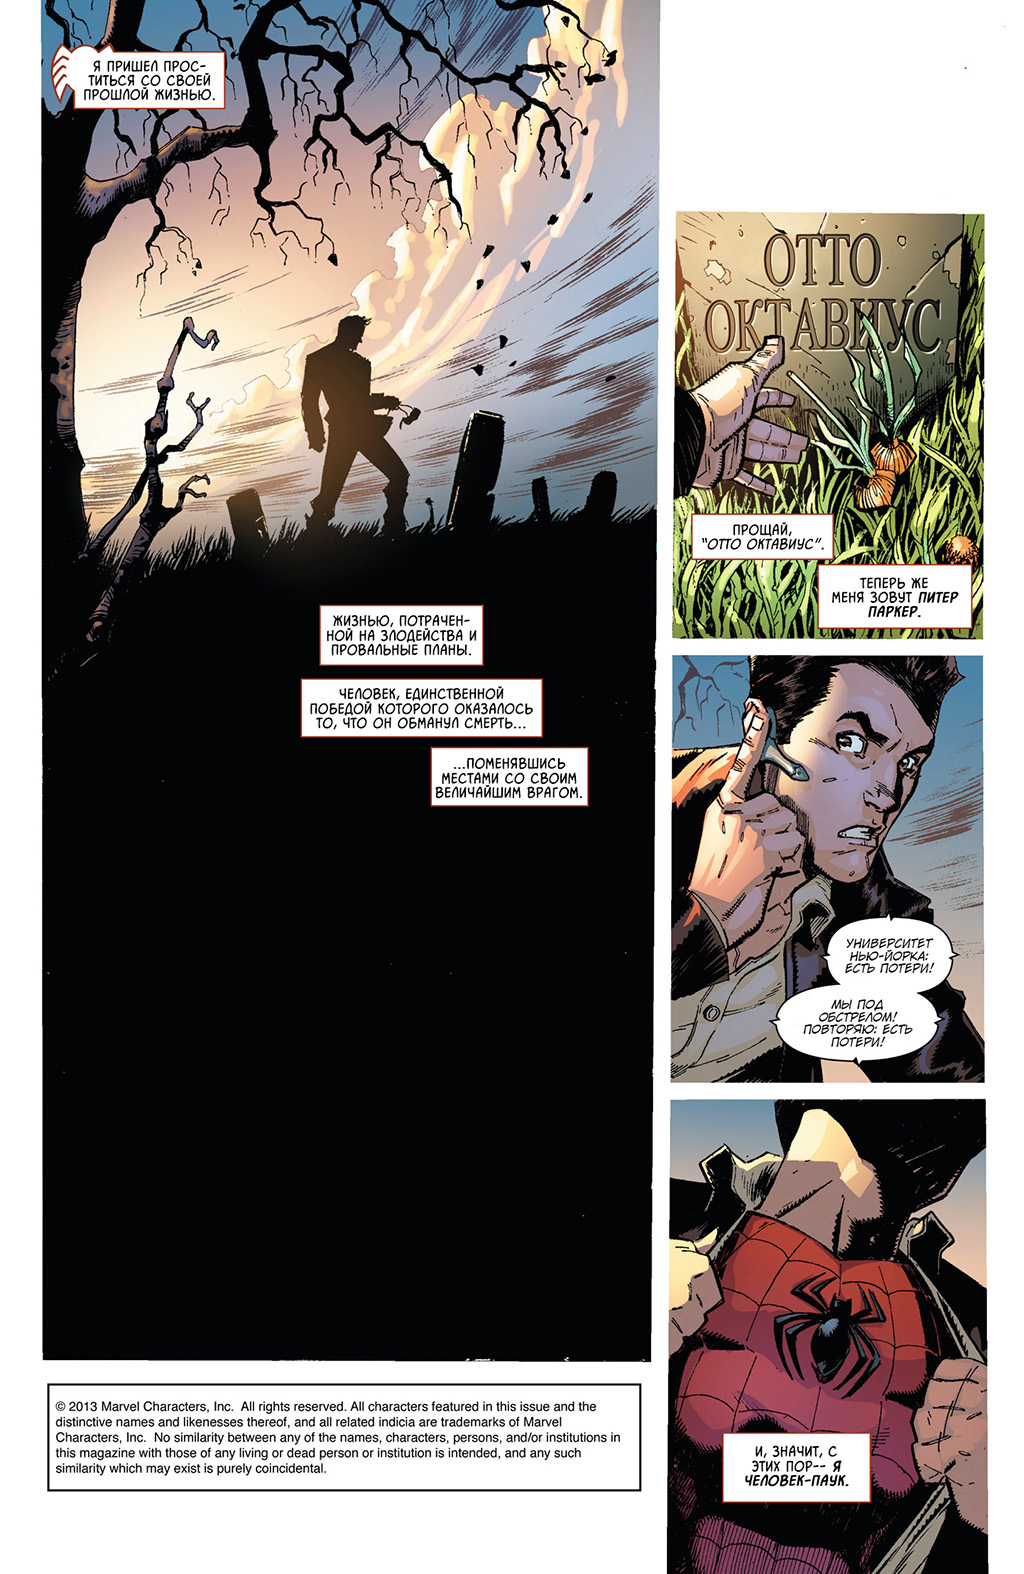 Я ПРИШЕЛ ПРОС-
ТИТЬСЯ СО СВОЕЙ
ПРОШЛОЙ ЖИЗНЬЮ.
ЖИЗНЬЮ, ПОТРАЧЕН-
НОЙ НА ЗЛОДЕЙСТВА И
ПРОВАЛЬНЫЕ ПЛАНЫ.
ЧЕЛОВЕК, ЕДИНСТВЕННОЙ
ПОБЕДОЙ КОТОРОГО ОКАЗАЛОСЬ
ТО, ЧТО ОН ОБМАНУЛ СМЕРТЬ...
...ПОМЕНЯВШИСЬ
МЕСТАМИ СО СВОИМ
ВЕЛИЧАЙШИМ ВРАГОМ.
ОТТО
ОКТАВИУС
ПРОЩАЙ,
"ОТТО ОКТАВИУС".
ТЕПЕРЬ ЖЕ
МЕНЯ ЗОВУТ ПИТЕР
ПАРКЕР.
УНИВЕРСИТЕТ
НЬЮ-ЙОРКА:
ЕСТЬ ПОТЕРИ!
МЫ ПОД
ОБСТРЕЛОМ!
ПОВТОРЯЮ: ЕСТЬ
ПОТЕРИ!
И, ЗНАЧИТ, С
ЭТИХ ПОР-- Я
ЧЕЛОВЕК-ПАУК.
© 2013 Marvel Characters, Inc. All rights reserved. All characters featured in this issue and the
distinctive names and likenesses thereof, and all related indicia are trademarks of Marvel
Characters, Inc. No similarity between any of the names, characters, persons, and/or institutions in
this magazine with those of any living or dead person or institution is intended, and any such
similarity which may exist is purely coincidental.